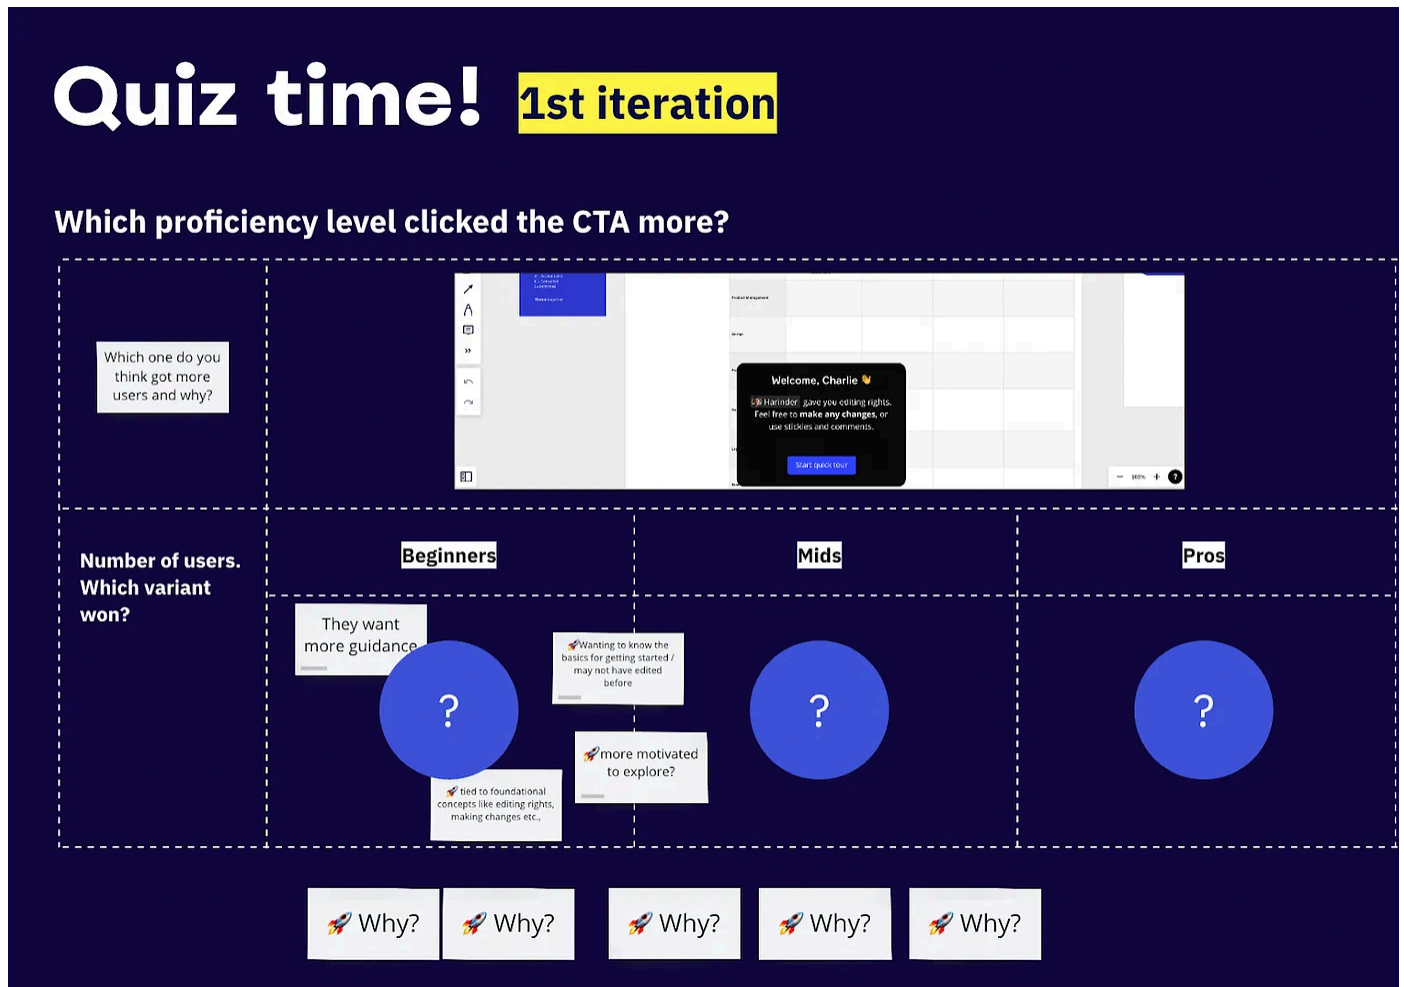 Quiz time!
1st iteration
Which proficiency level clicked the CTA more?
Which one do you
think got more
users and why?
Product Management
Design
Welcome, Charlie 👋
Harinder gave you editing rights.
Feel free to make any changes, or
use stickies and comments.
Start quick tour
100%
?
Number of users.
Which variant
won?
Beginners
Mids
Pros
They want
more guidance
🚀Wanting to know the
basics for getting started /
may not have edited
before
?
?
?
🚀more motivated
to explore?
🚀 tied to foundational
concepts like editing rights,
making changes etc.,
🚀 Why?
🚀 Why?
🚀 Why?
🚀 Why?
🚀 Why?